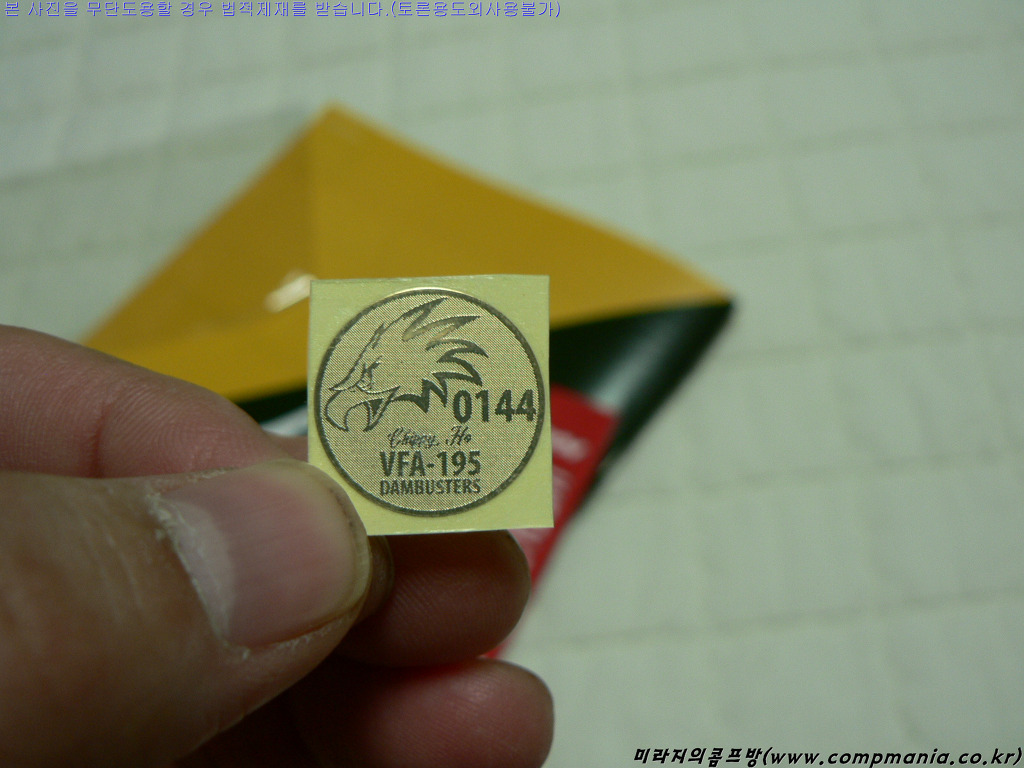 본 사진을 무단도용할 경우 법적제재를 받습니다.(토론용도외사용불가)
0144
VFA-195
DAMBUSTERS
미라지의콤프방(www.compmania.co.kr)